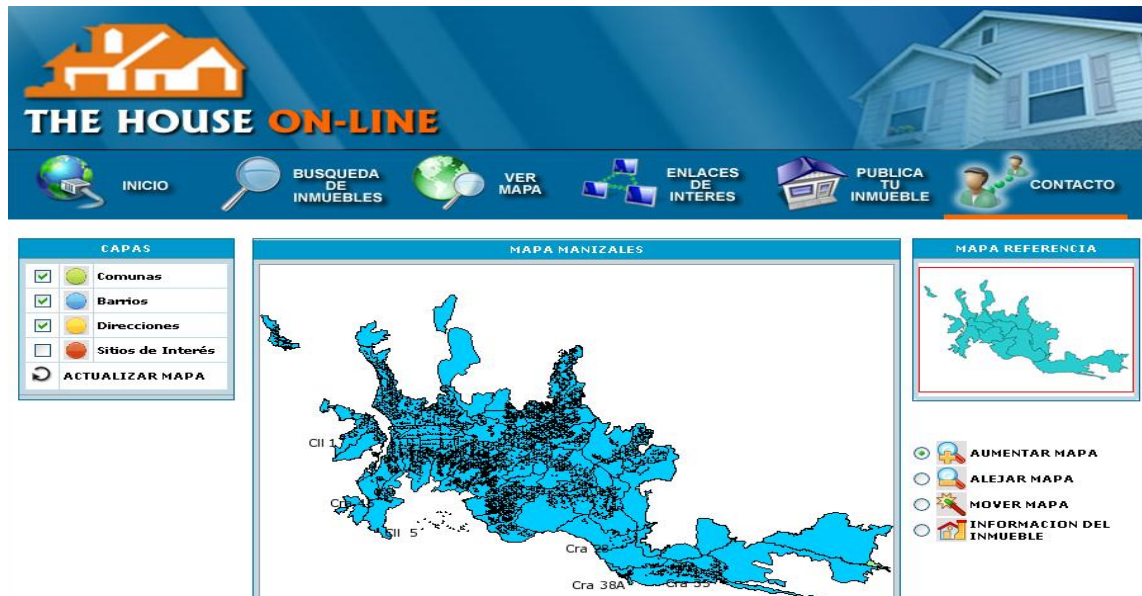 THE HOUSE ON-LINE
INICIO
BUSQUEDA
DE
INMUEBLES
VER
MAPA
ENLACES
DE
INTERES
PUBLICA
TU
INMUEBLE
CONTACTO
CAPAS
Comunas
Barrios
Direcciones
Sitios de Interés
ACTUALIZAR MAPA
MAPA MANIZALES
Cll 1
Cll 5
Cra
Cra 38A
MAPA REFERENCIA
AUMENTAR MAPA
ALEJAR MAPA
MOVER MAPA
INFORMACION DEL
INMUEBLE